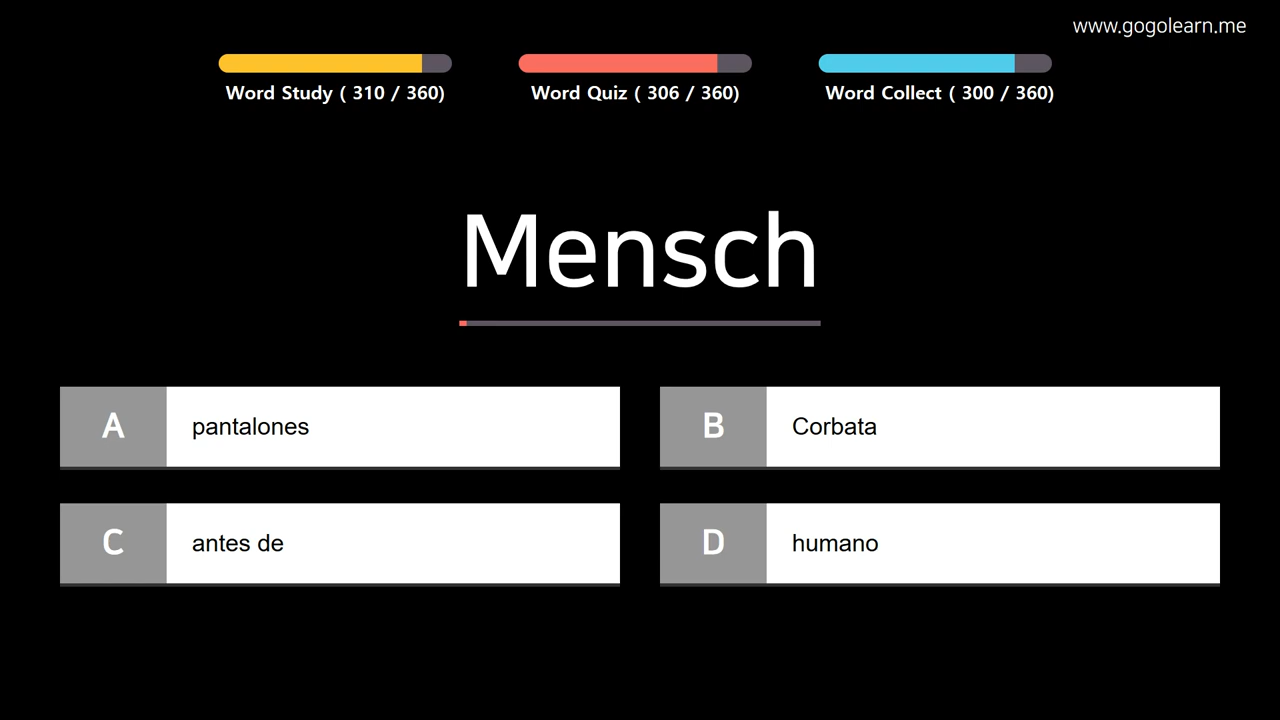 www.gogolearn.me
Word Study ( 310 / 360)
Word Quiz ( 306 / 360)
Word Collect ( 300 / 360)
Mensch
A pantalones
B Corbata
C antes de
D humano